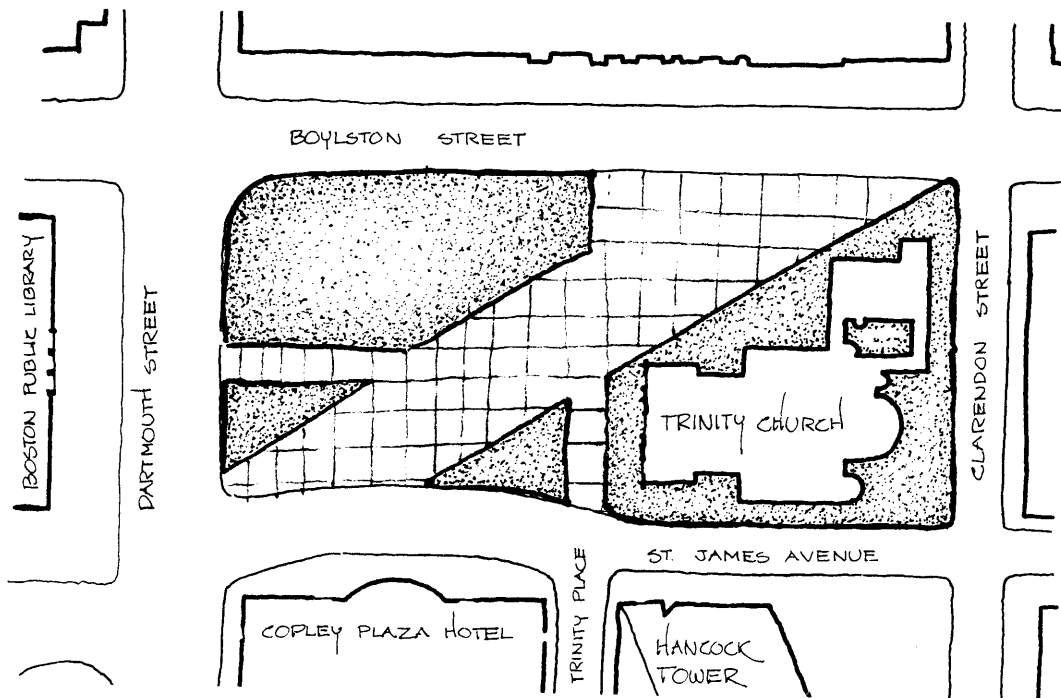 BOYLSTON STREET
BOSTON PUBLIC LIBRARY
DARTMOUTH STREET
TRINITY CHURCH
CLARENDON STREET
ST. JAMES AVENUE
TRINITY PLACE
COPLEY PLAZA HOTEL
HANCOCK
TOWER